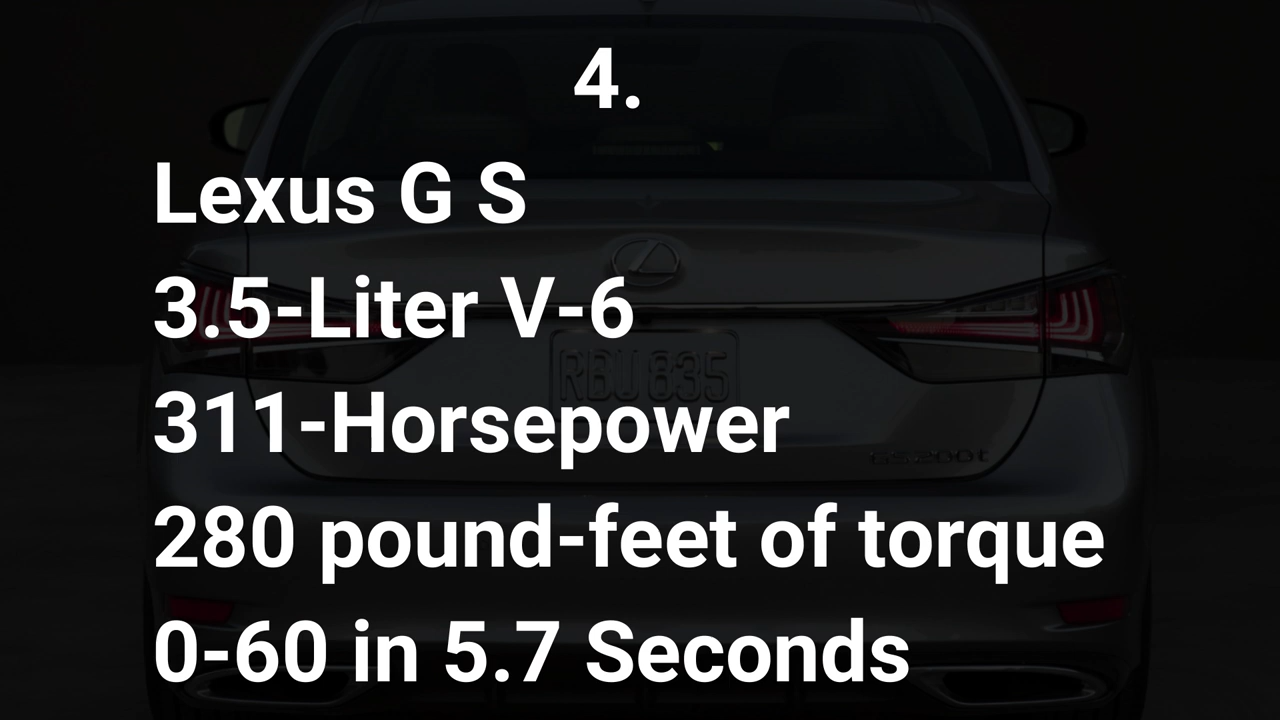 4.
Lexus G S
3.5-Liter V-6
RBU 835
311-Horsepower
GS200t
280 pound-feet of torque
0-60 in 5.7 Seconds